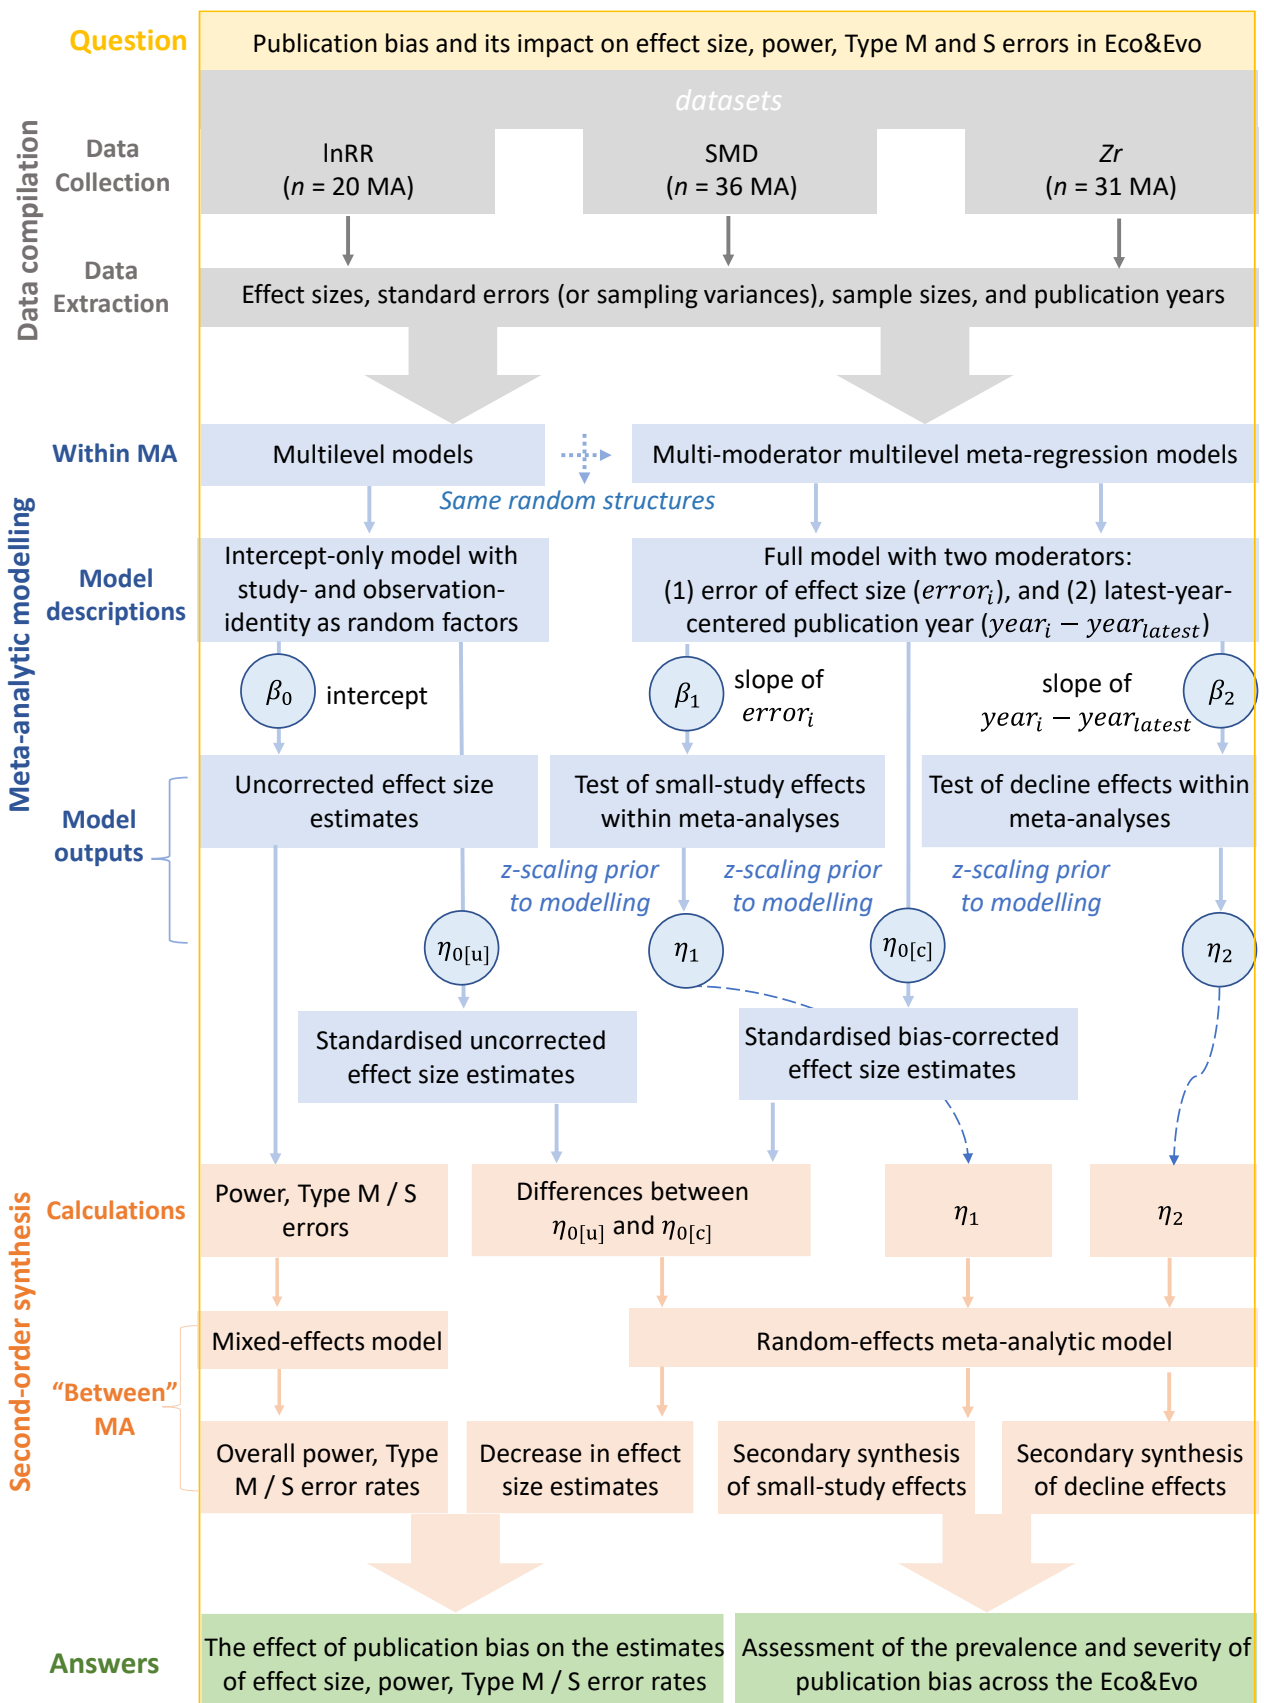 Question
Publication bias and its impact on effect size, power, Type M and S errors in Eco&Evo
datasets
Data compilation
Data
Collection
lnRR
(n = 20 MA)
SMD
(n = 36 MA)
Zr
(n = 31 MA)
Data
Extraction
Effect sizes, standard errors (or sampling variances), sample sizes, and publication years
Meta-analytic modelling
Within MA
Multilevel models
Multi-moderator multilevel meta-regression models
Same random structures
Model
descriptions
Intercept-only model with
study- and observation-
identity as random factors
Full model with two moderators:
(1) error of effect size (error_i), and (2) latest-year-
centered publication year (year_i − year_latest)
β₀
intercept
β₁
slope of
error_i
slope of
year_i − year_latest
β₂
Model
outputs
Uncorrected effect size
estimates
Test of small-study effects
within meta-analyses
Test of decline effects within
meta-analyses
z-scaling prior
to modelling
z-scaling prior
to modelling
z-scaling prior
to modelling
η₀[u]
η₁
η₀[c]
η₂
Standardised uncorrected
effect size estimates
Standardised bias-corrected
effect size estimates
Second-order synthesis
Calculations
Power, Type M / S
errors
Differences between
η₀[u] and η₀[c]
η₁
η₂
“Between”
MA
Mixed-effects model
Random-effects meta-analytic model
Overall power, Type
M / S error rates
Decrease in effect
size estimates
Secondary synthesis
of small-study effects
Secondary synthesis
of decline effects
Answers
The effect of publication bias on the estimates
of effect size, power, Type M / S error rates
Assessment of the prevalence and severity of
publication bias across the Eco&Evo